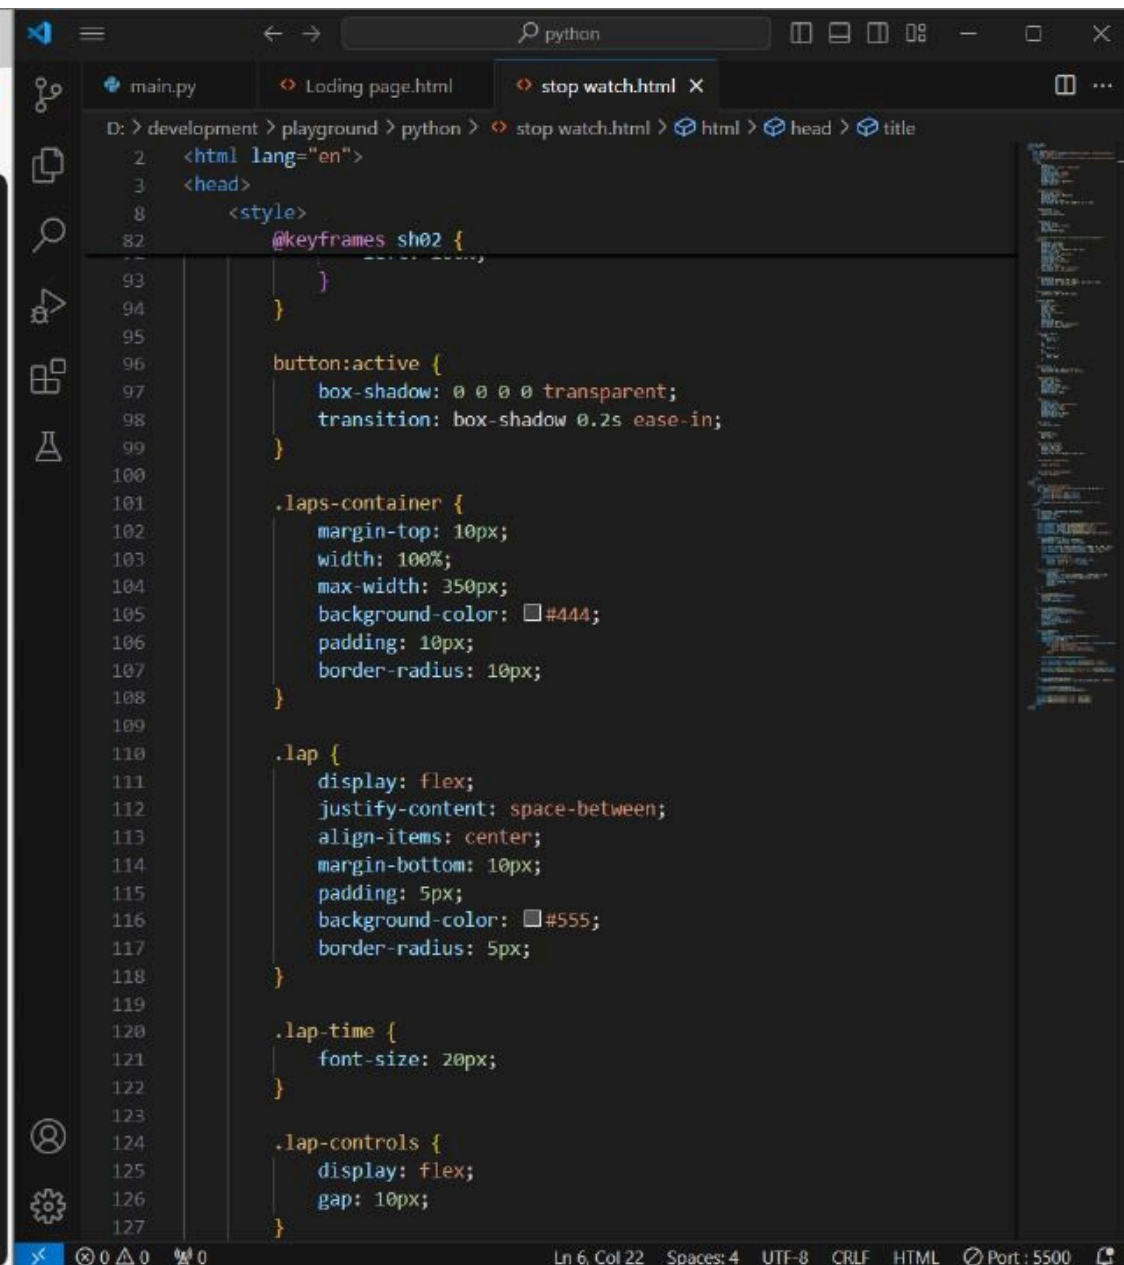 python
main.py Loding page.html stop watch.html
D: > development > playground > python > stop watch.html > html > head > title
2 <html lang="en">
3 <head>
8 <style>
82 @keyframes sh02 {
93 }
94 }
95
96 button:active {
97 box-shadow: 0 0 0 0 transparent;
98 transition: box-shadow 0.2s ease-in;
99 }
100
101 .laps-container {
102 margin-top: 10px;
103 width: 100%;
104 max-width: 350px;
105 background-color: #444;
106 padding: 10px;
107 border-radius: 10px;
108 }
109
110 .lap {
111 display: flex;
112 justify-content: space-between;
113 align-items: center;
114 margin-bottom: 10px;
115 padding: 5px;
116 background-color: #555;
117 border-radius: 5px;
118 }
119
120 .lap-time {
121 font-size: 20px;
122 }
123
124 .lap-controls {
125 display: flex;
126 gap: 10px;
127 }
0 0 0 Ln 6, Col 22 Spaces: 4 UTF-8 CRLF HTML Port : 5500